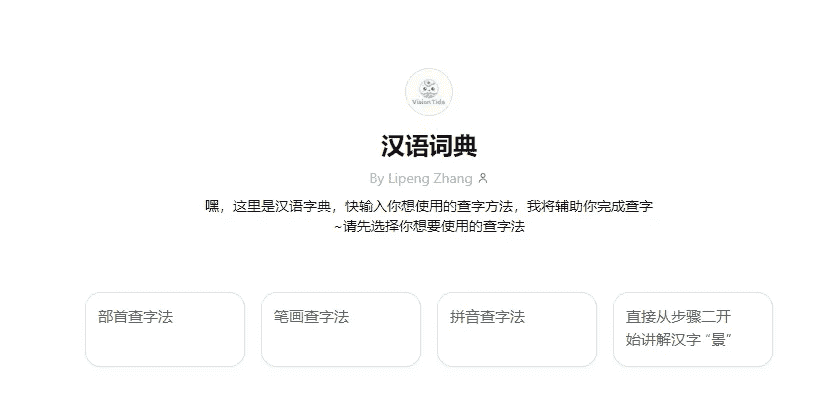 Vision Tida
汉语词典
By Lipeng Zhang
嘿，这里是汉语字典，快输入你想使用的查字方法，我将辅助你完成查字
~请先选择你想要使用的查字法
部首查字法
笔画查字法
拼音查字法
直接从步骤二开
始讲解汉字 “景”